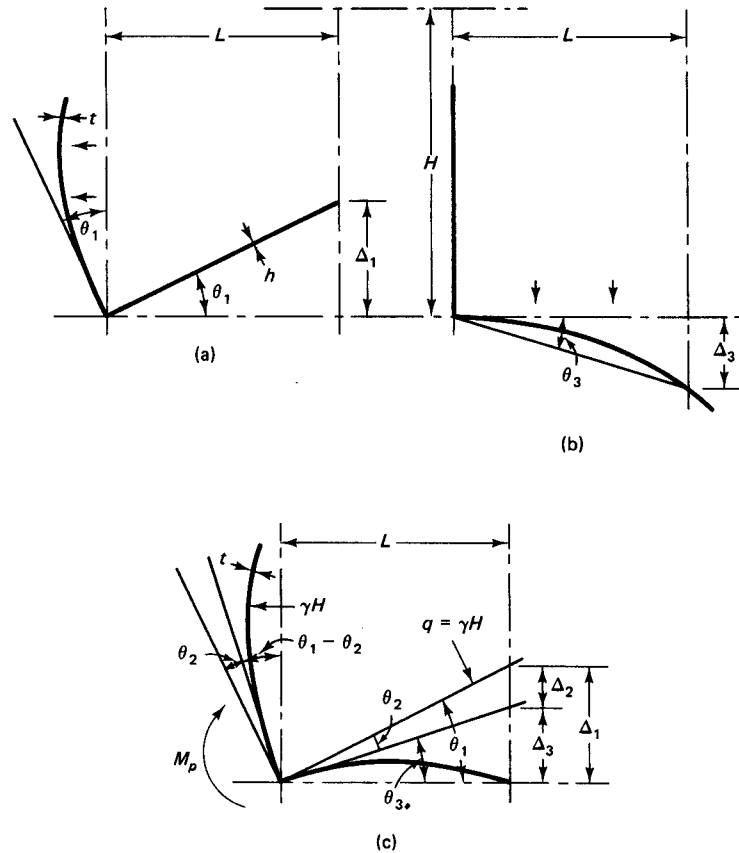 L
L
t
H
θ₁
h
Δ₁
θ₁
Δ₃
(a)
θ₃
(b)
L
t
γH
q = γH
θ₂
θ₁ − θ₂
θ₂
Δ₂
θ₁
Δ₃
Δ₁
Mₚ
θ₃
(c)